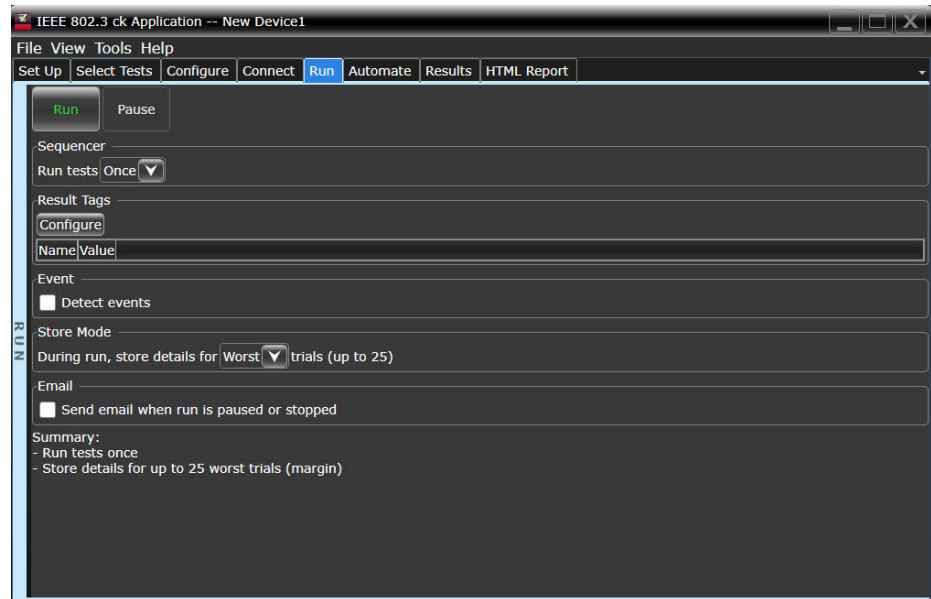 IEEE 802.3 ck Application -- New Device1
File View Tools Help
Set Up Select Tests Configure Connect Run Automate Results HTML Report
Run Pause
Sequencer
Run tests Once
Result Tags
Configure
Name Value
Event
Detect events
RUN
Store Mode
During run, store details for Worst trials (up to 25)
Email
Send email when run is paused or stopped
Summary:
- Run tests once
- Store details for up to 25 worst trials (margin)